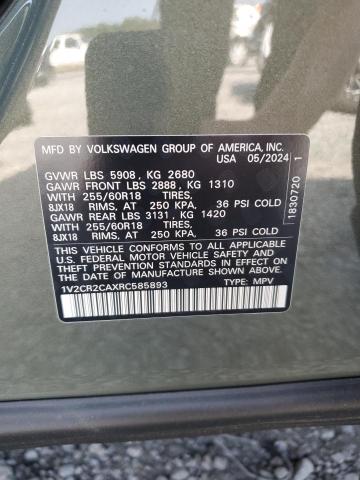 MFD. BY VOLKSWAGEN GROUP OF AMERICA, INC.
USA 05/2024
GVWR LBS 5908, KG 2680
GAWR FRONT LBS 2888, KG 1310
WITH 255/60R18 TIRES,
8JX18 RIMS, AT 250 KPA, 36 PSI COLD
GAWR REAR LBS 3131, KG 1420
WITH 255/60R18 TIRES,
8JX18 RIMS, AT 250 KPA, 36 PSI COLD
THIS VEHICLE CONFORMS TO ALL APPLICABLE
U.S. FEDERAL MOTOR VEHICLE SAFETY
STANDARDS IN EFFECT ON
THE DATE OF MANUFACTURE SHOWN ABOVE.
1V2CR2CAXRC585893 TYPE: MPV
1830720 1